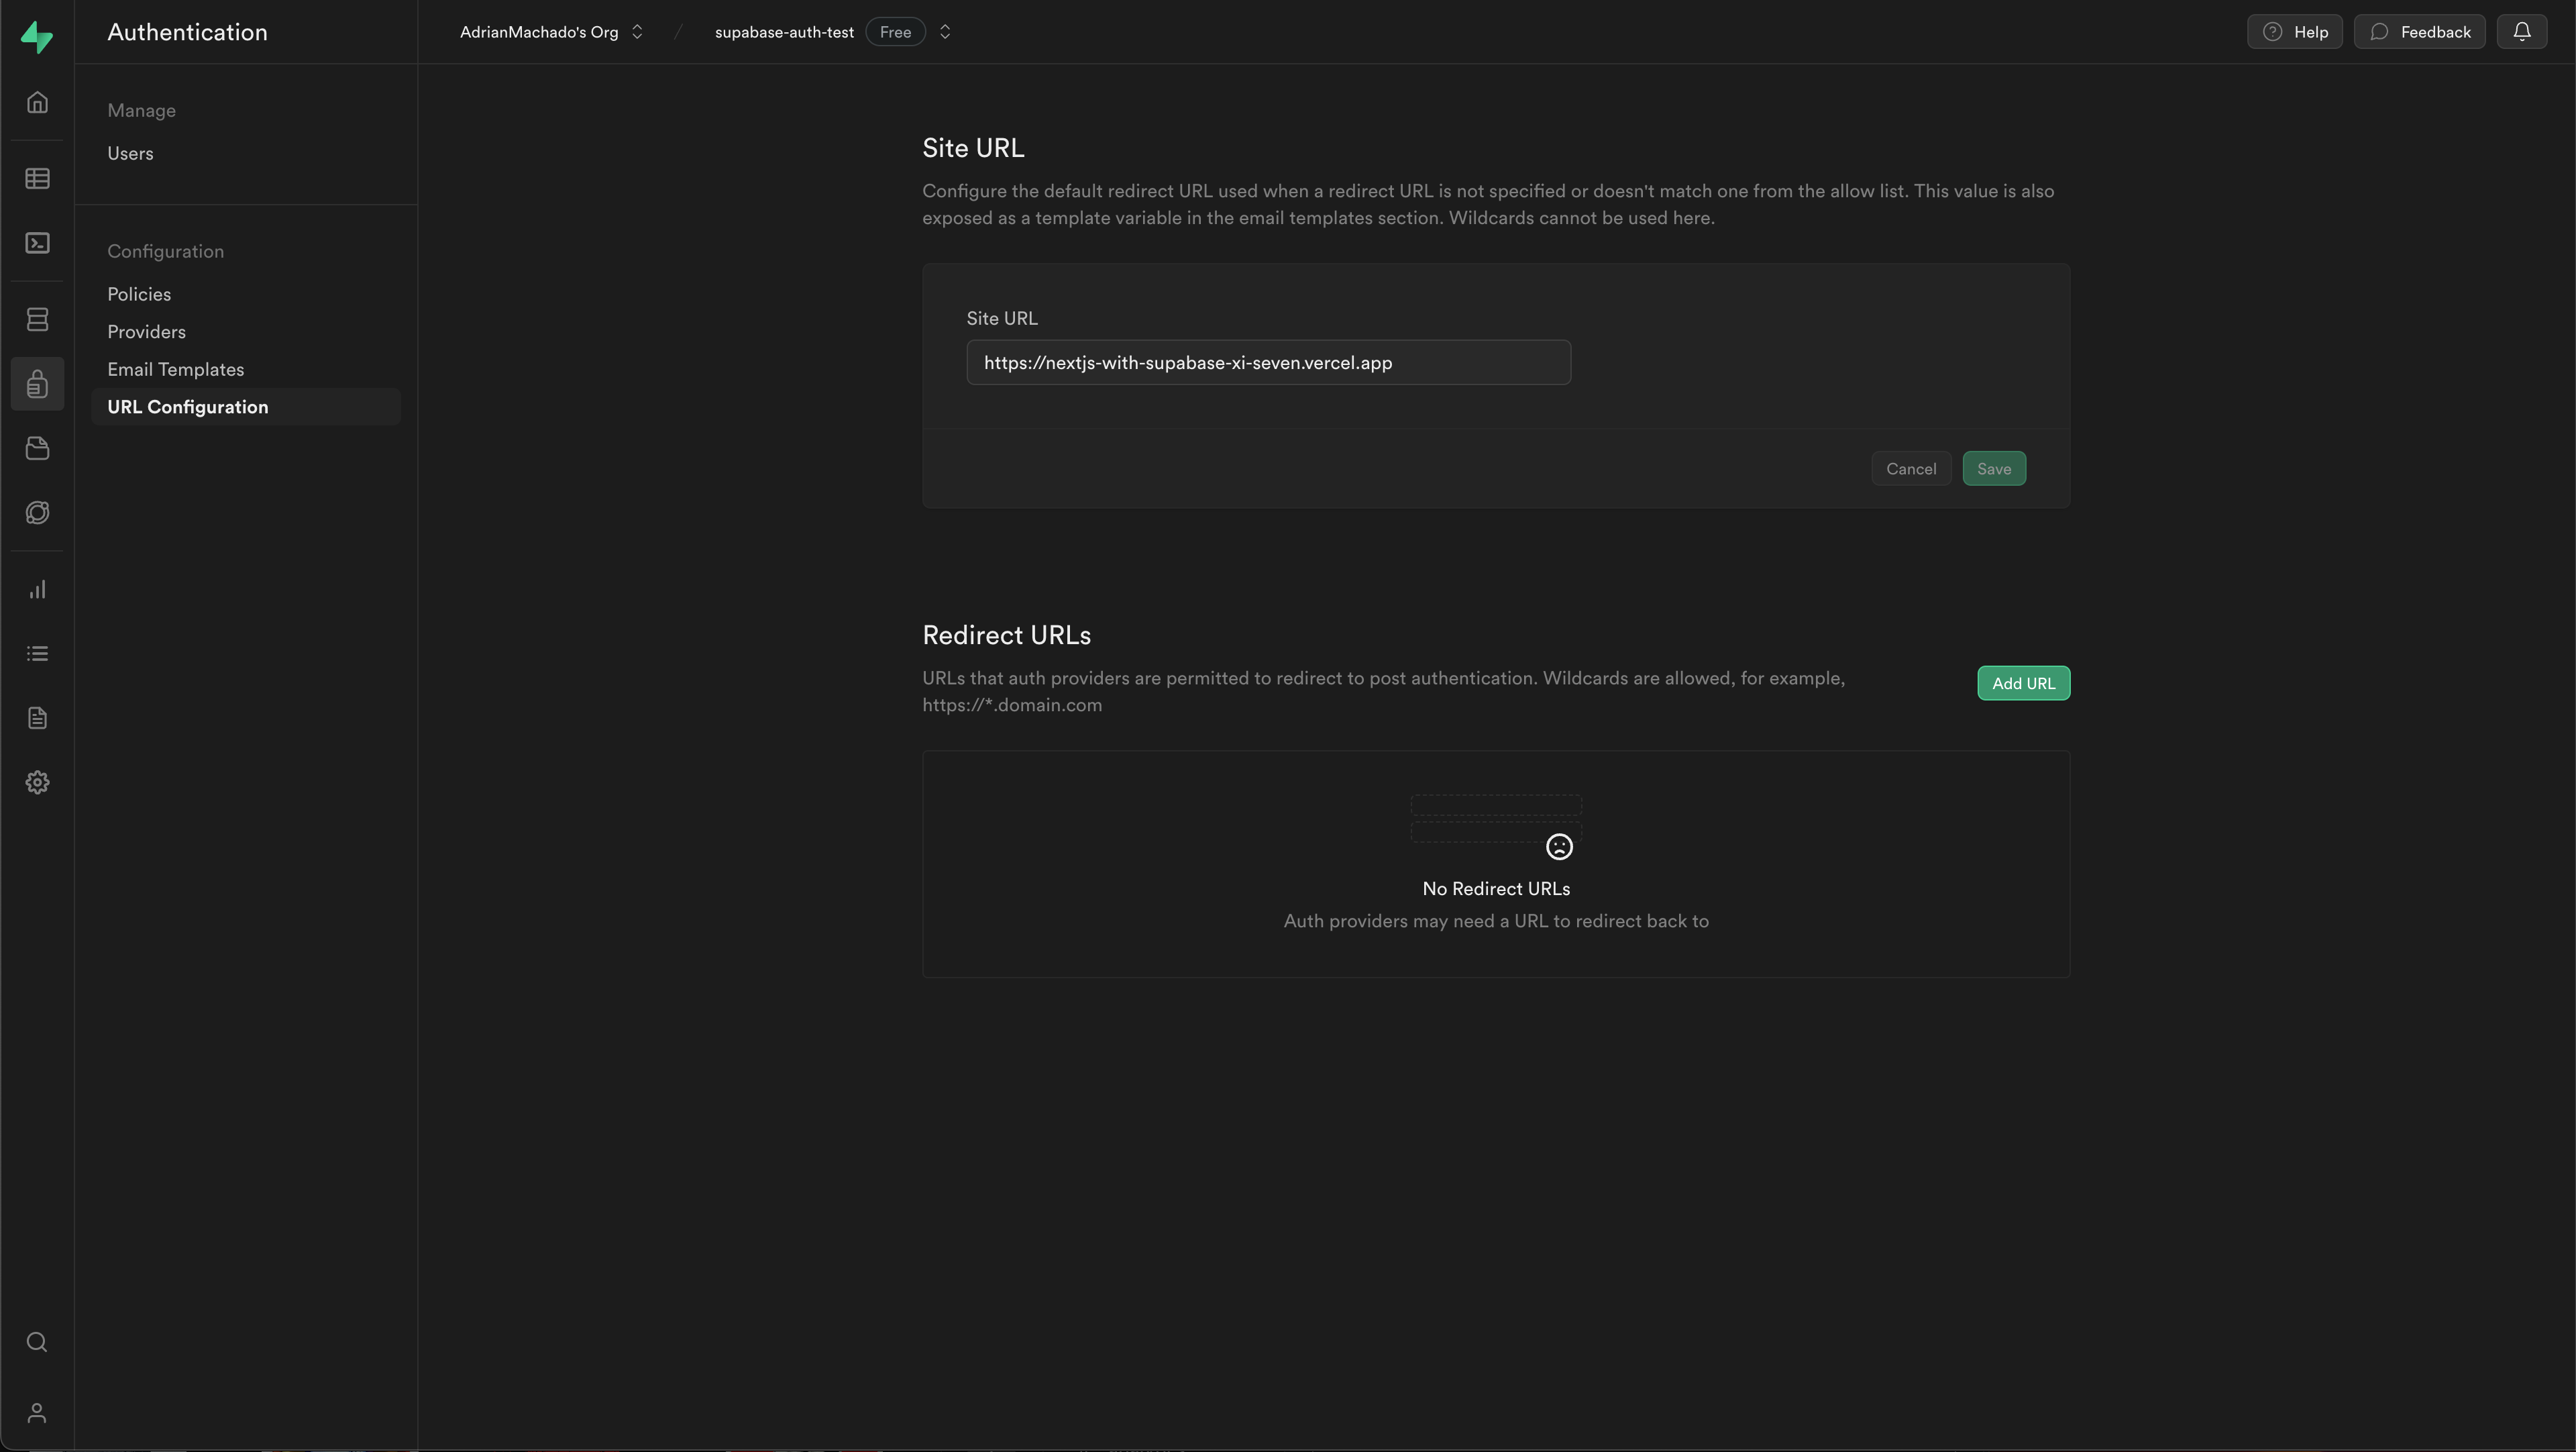 Authentication
AdrianMachado's Org
/
supabase-auth-test
Free
Help
Feedback
Manage
Users
Configuration
Policies
Providers
Email Templates
URL Configuration
Site URL
Configure the default redirect URL used when a redirect URL is not specified or doesn't match one from the allow list. This value is also
exposed as a template variable in the email templates section. Wildcards cannot be used here.
Site URL
https://nextjs-with-supabase-xi-seven.vercel.app
Cancel
Save
Redirect URLs
URLs that auth providers are permitted to redirect to post authentication. Wildcards are allowed, for example,
https://*.domain.com
Add URL
No Redirect URLs
Auth providers may need a URL to redirect back to